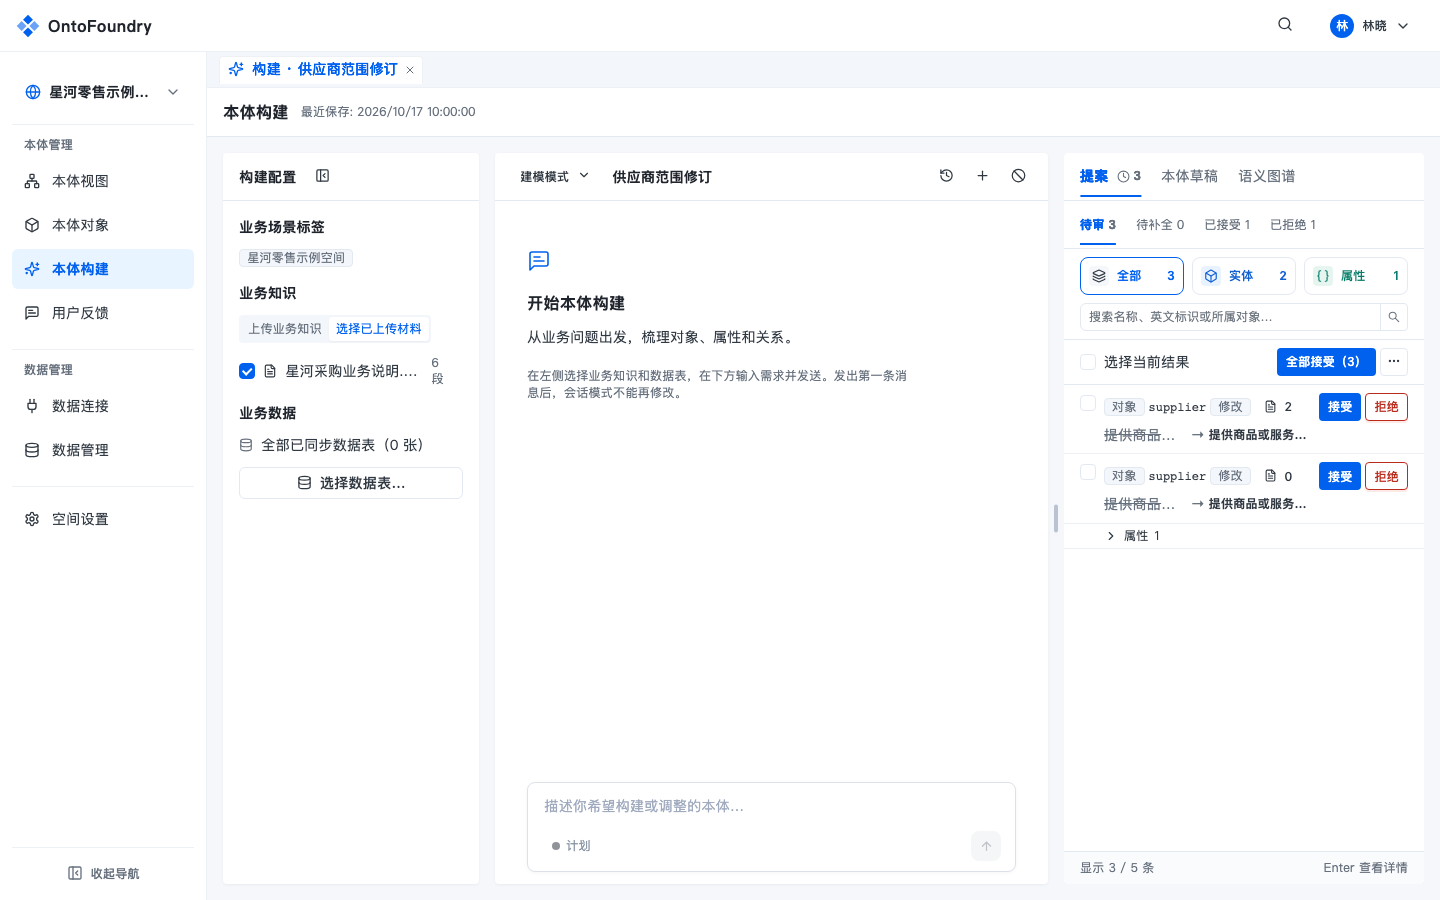 OntoFoundry
林 林晓
星河零售示例...
本体管理
本体视图
本体对象
本体构建
用户反馈
数据管理
数据连接
数据管理
空间设置
收起导航
构建 · 供应商范围修订
本体构建 最近保存: 2026/10/17 10:00:00
构建配置
业务场景标签
星河零售示例空间
业务知识
上传业务知识 选择已上传材料
星河采购业务说明.... 6段
业务数据
全部已同步数据表（0 张）
选择数据表...
建模模式 供应商范围修订
开始本体构建
从业务问题出发，梳理对象、属性和关系。
在左侧选择业务知识和数据表，在下方输入需求并发送。发出第一条消
息后，会话模式不能再修改。
描述你希望构建或调整的本体...
计划
提案 3 本体草稿 语义图谱
待审 3 待补全 0 已接受 1 已拒绝 1
全部 3 实体 2 属性 1
搜索名称、英文标识或所属对象...
选择当前结果 全部接受（3） ...
对象 supplier 修改 2 接受 拒绝
提供商品... → 提供商品或服务...
对象 supplier 修改 0 接受 拒绝
提供商品... → 提供商品或服务...
属性 1
显示 3 / 5 条 Enter 查看详情